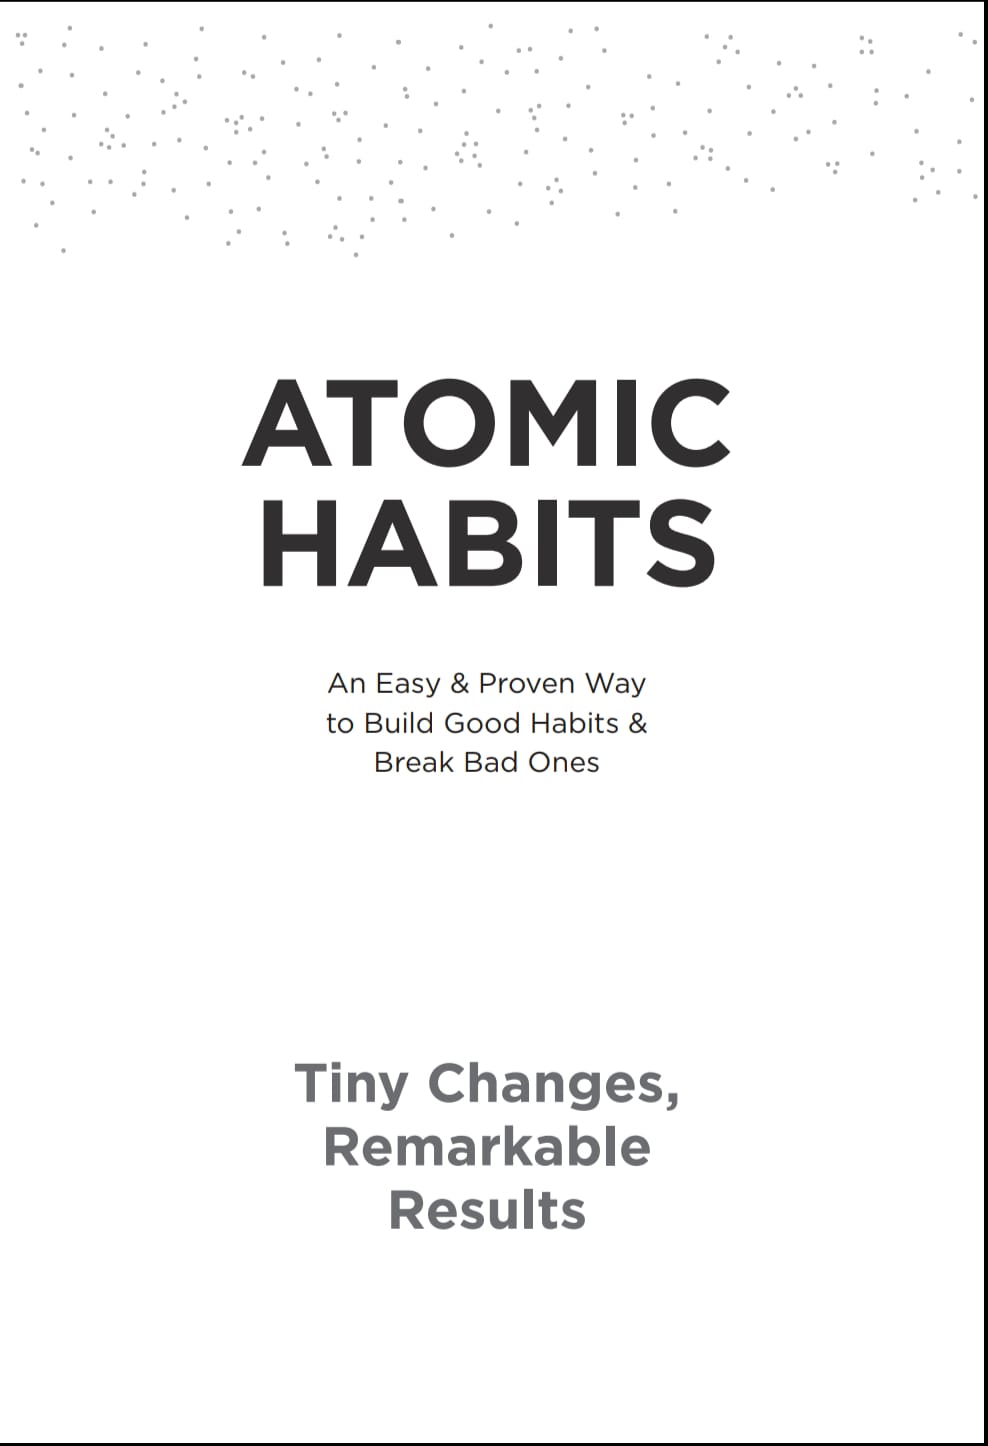 ATOMIC
HABITS
An Easy & Proven Way
to Build Good Habits &
Break Bad Ones
Tiny Changes,
Remarkable
Results